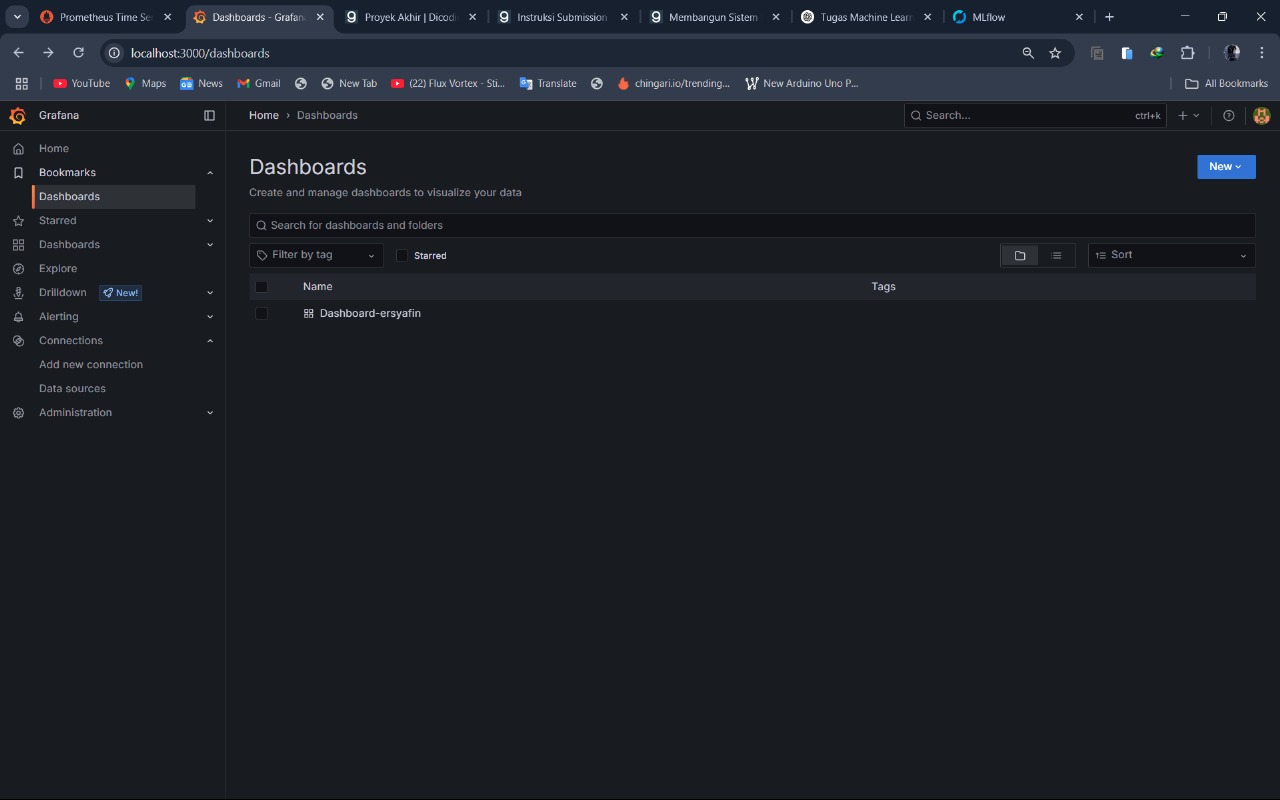 Prometheus Time Se
Dashboards - Grafan
Proyek Akhir | Dicodi
Instruksi Submission
Membangun Sistem
Tugas Machine Learn
MLflow
localhost:3000/dashboards
YouTube
Maps
News
Gmail
New Tab
(22) Flux Vortex - Sti...
Translate
chingari.io/trending...
New Arduino Uno P...
All Bookmarks
Grafana
Home › Dashboards
Search...
ctrl+k
Home
Bookmarks
Dashboards
Starred
Dashboards
Explore
Drilldown New!
Alerting
Connections
Add new connection
Data sources
Administration
Dashboards
New
Create and manage dashboards to visualize your data
Search for dashboards and folders
Filter by tag
Starred
Sort
Name Tags
Dashboard-ersyafin